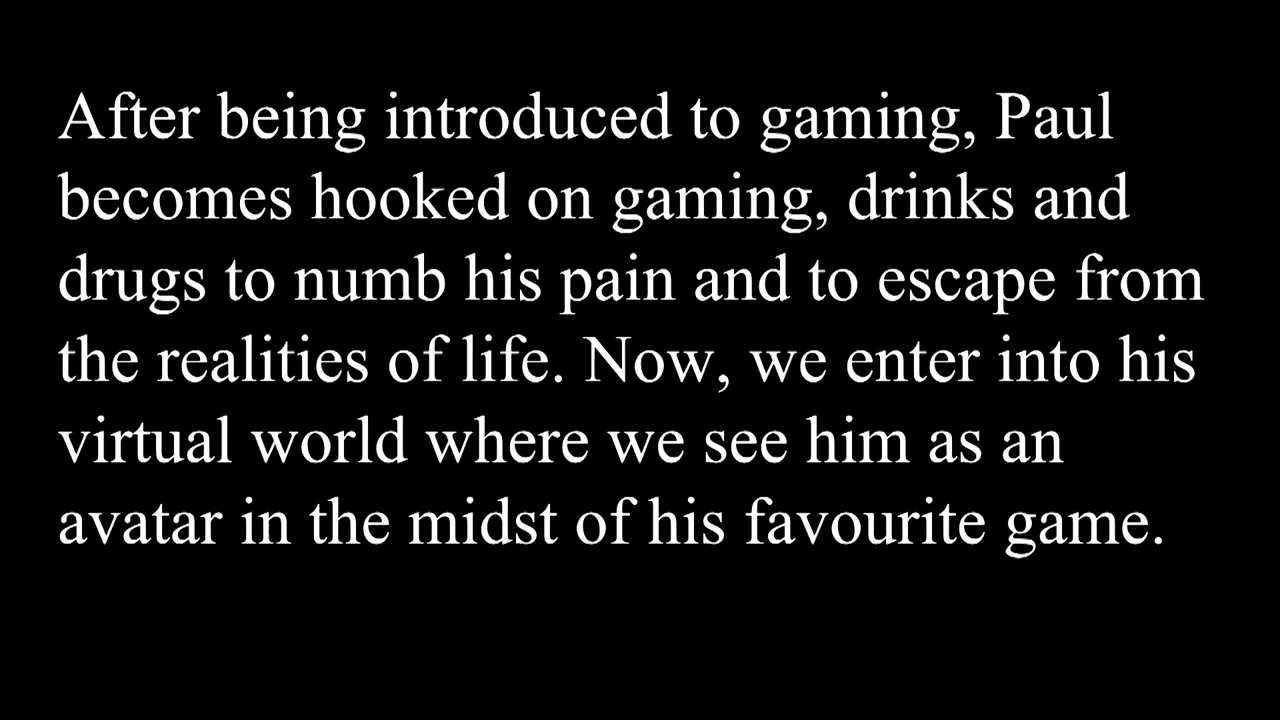 After being introduced to gaming, Paul
becomes hooked on gaming, drinks and
drugs to numb his pain and to escape from
the realities of life. Now, we enter into his
virtual world where we see him as an
avatar in the midst of his favourite game.